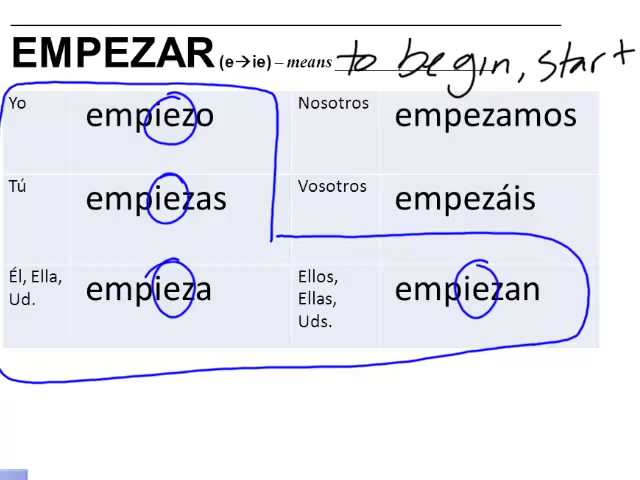 EMPEZAR (e→ie) – means to begin, start
Yo empiezo Nosotros empezamos
Tú empiezas Vosotros empezáis
Él, Ella, Ud. empieza Ellos, Ellas, Uds. empiezan